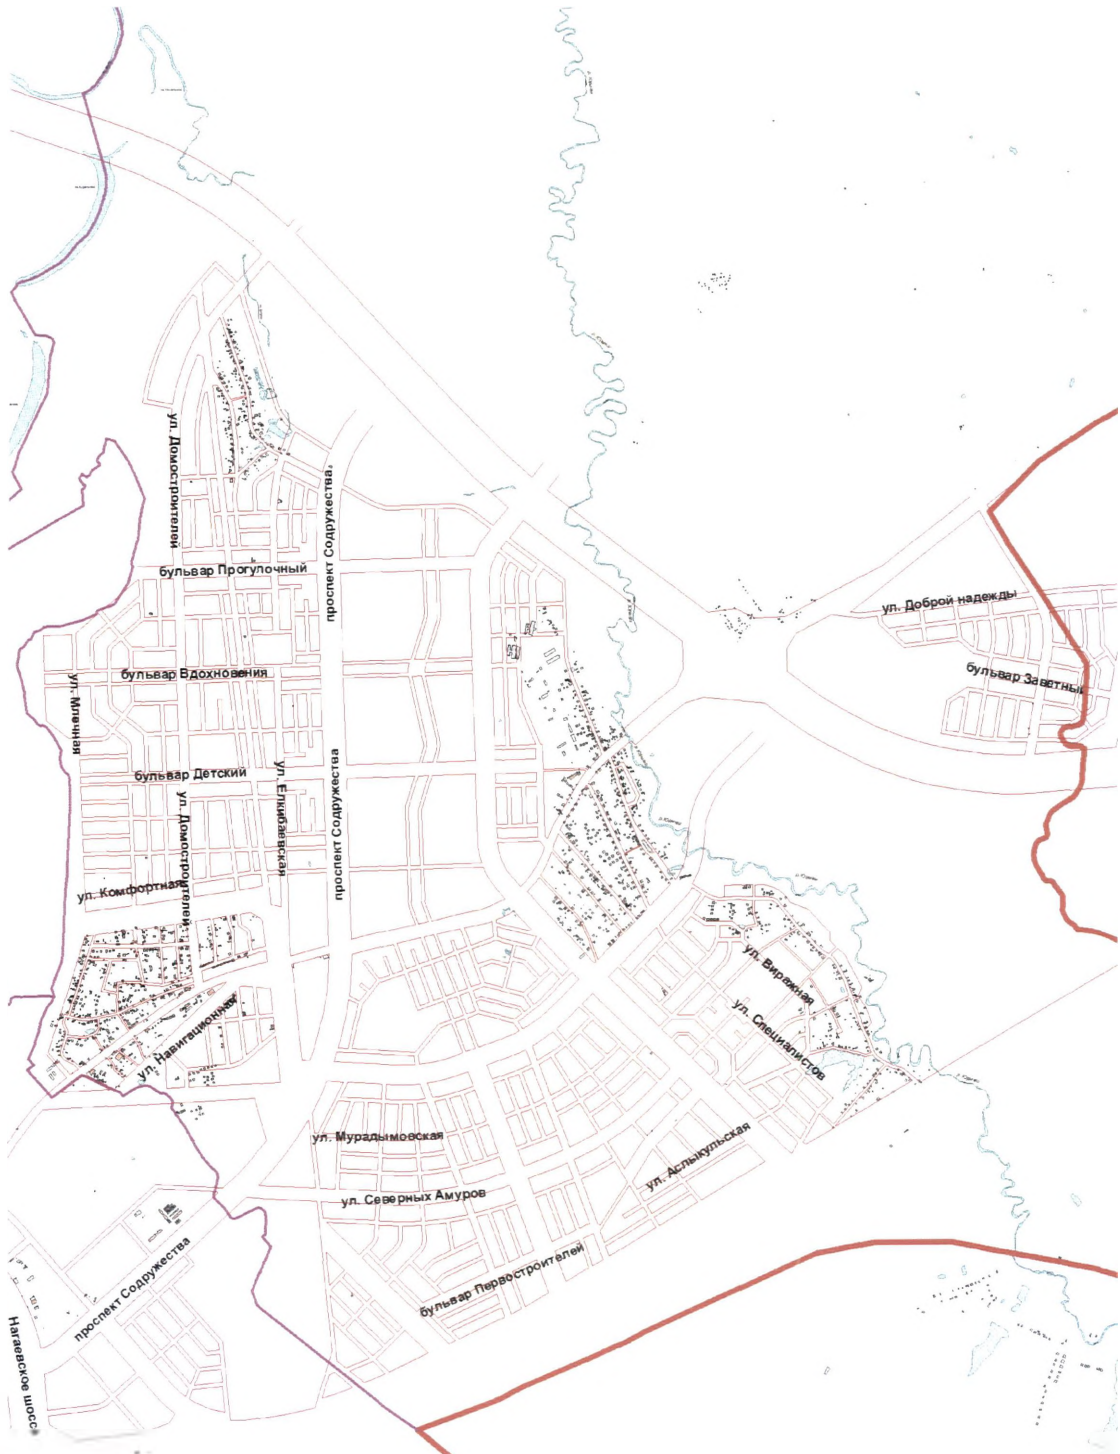 ул. Домостроителей
проспект Содружества
бульвар Прогулочный
ул. Доброй надежды
бульвар Вдохновения
бульвар Заветный
ул. Млечная
бульвар Детский
ул. Домостроителей
ул. Елкибаевская
проспект Содружества
ул. Комфортная
ул. Виражная
ул. Специалистов
ул. Навигационная
ул. Мурадымовская
ул. Аслыкульская
ул. Северных Амуров
проспект Содружества
бульвар Первостроителей
Нагаевское шоссе